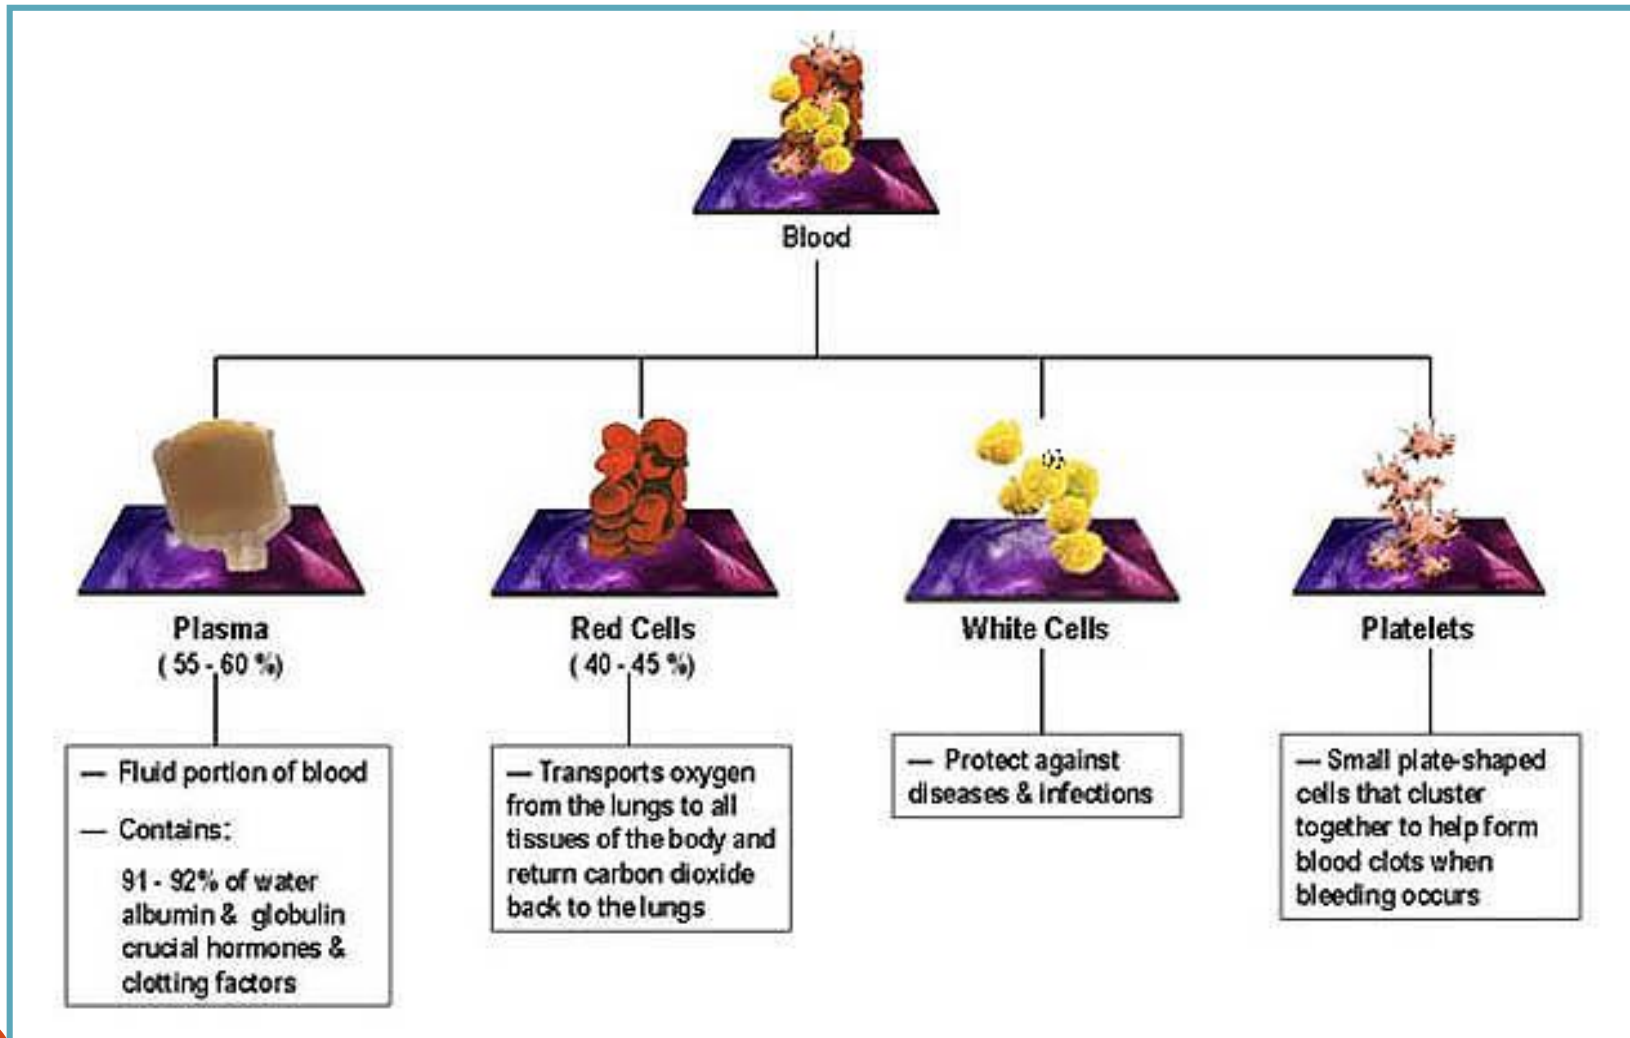 Blood
Plasma
( 55 - 60 %)
Red Cells
( 40 - 45 %)
White Cells
Platelets
— Fluid portion of blood
— Contains:
91 - 92% of water
albumin & globulin
crucial hormones &
clotting factors
— Transports oxygen
from the lungs to all
tissues of the body and
return carbon dioxide
back to the lungs
— Protect against
diseases & infections
— Small plate-shaped
cells that cluster
together to help form
blood clots when
bleeding occurs